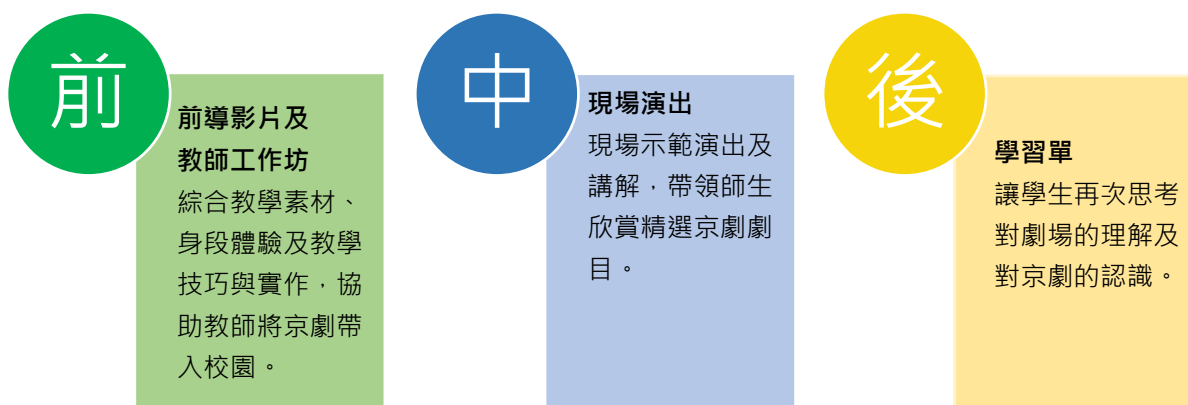 前
前導影片及
教師工作坊
綜合教學素材、
身段體驗及教學
技巧與實作，協
助教師將京劇帶
入校園。
中
現場演出
現場示範演出及
講解，帶領師生
欣賞精選京劇劇
目。
後
學習單
讓學生再次思考
對劇場的理解及
對京劇的認識。